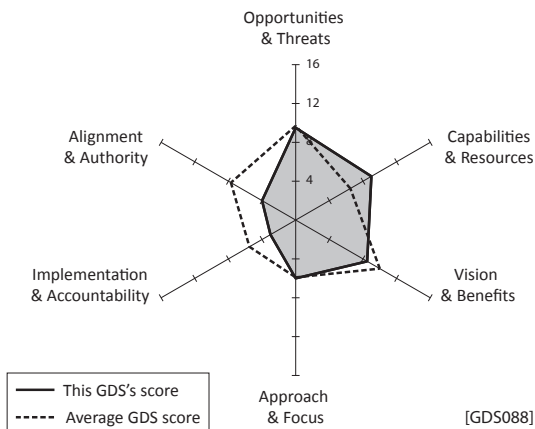 Opportunities
& Threats
16
12
8
4
Alignment
& Authority
Capabilities
& Resources
Implementation
& Accountability
Vision
& Benefits
Approach
& Focus
This GDS's score
Average GDS score
[GDS088]